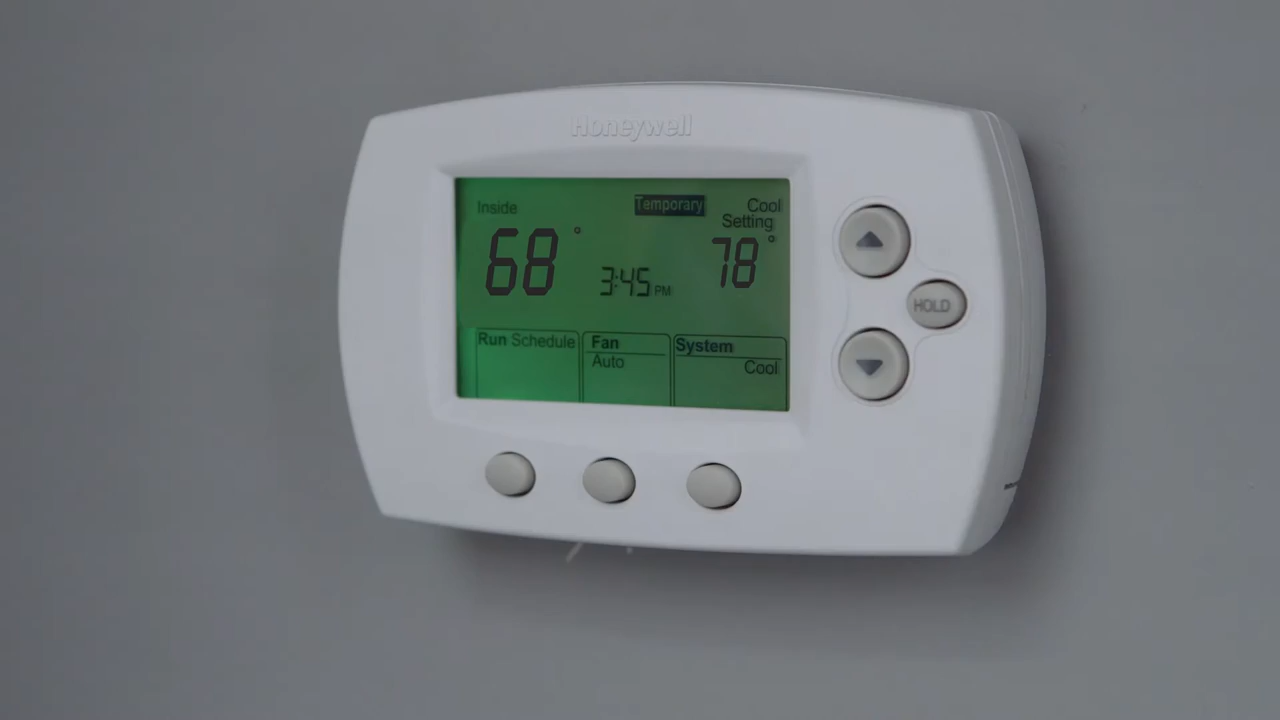 Honeywell
Inside
Temporary
Cool
Setting
68°
3:45 PM
78°
Run Schedule
Fan
Auto
System
Cool
HOLD